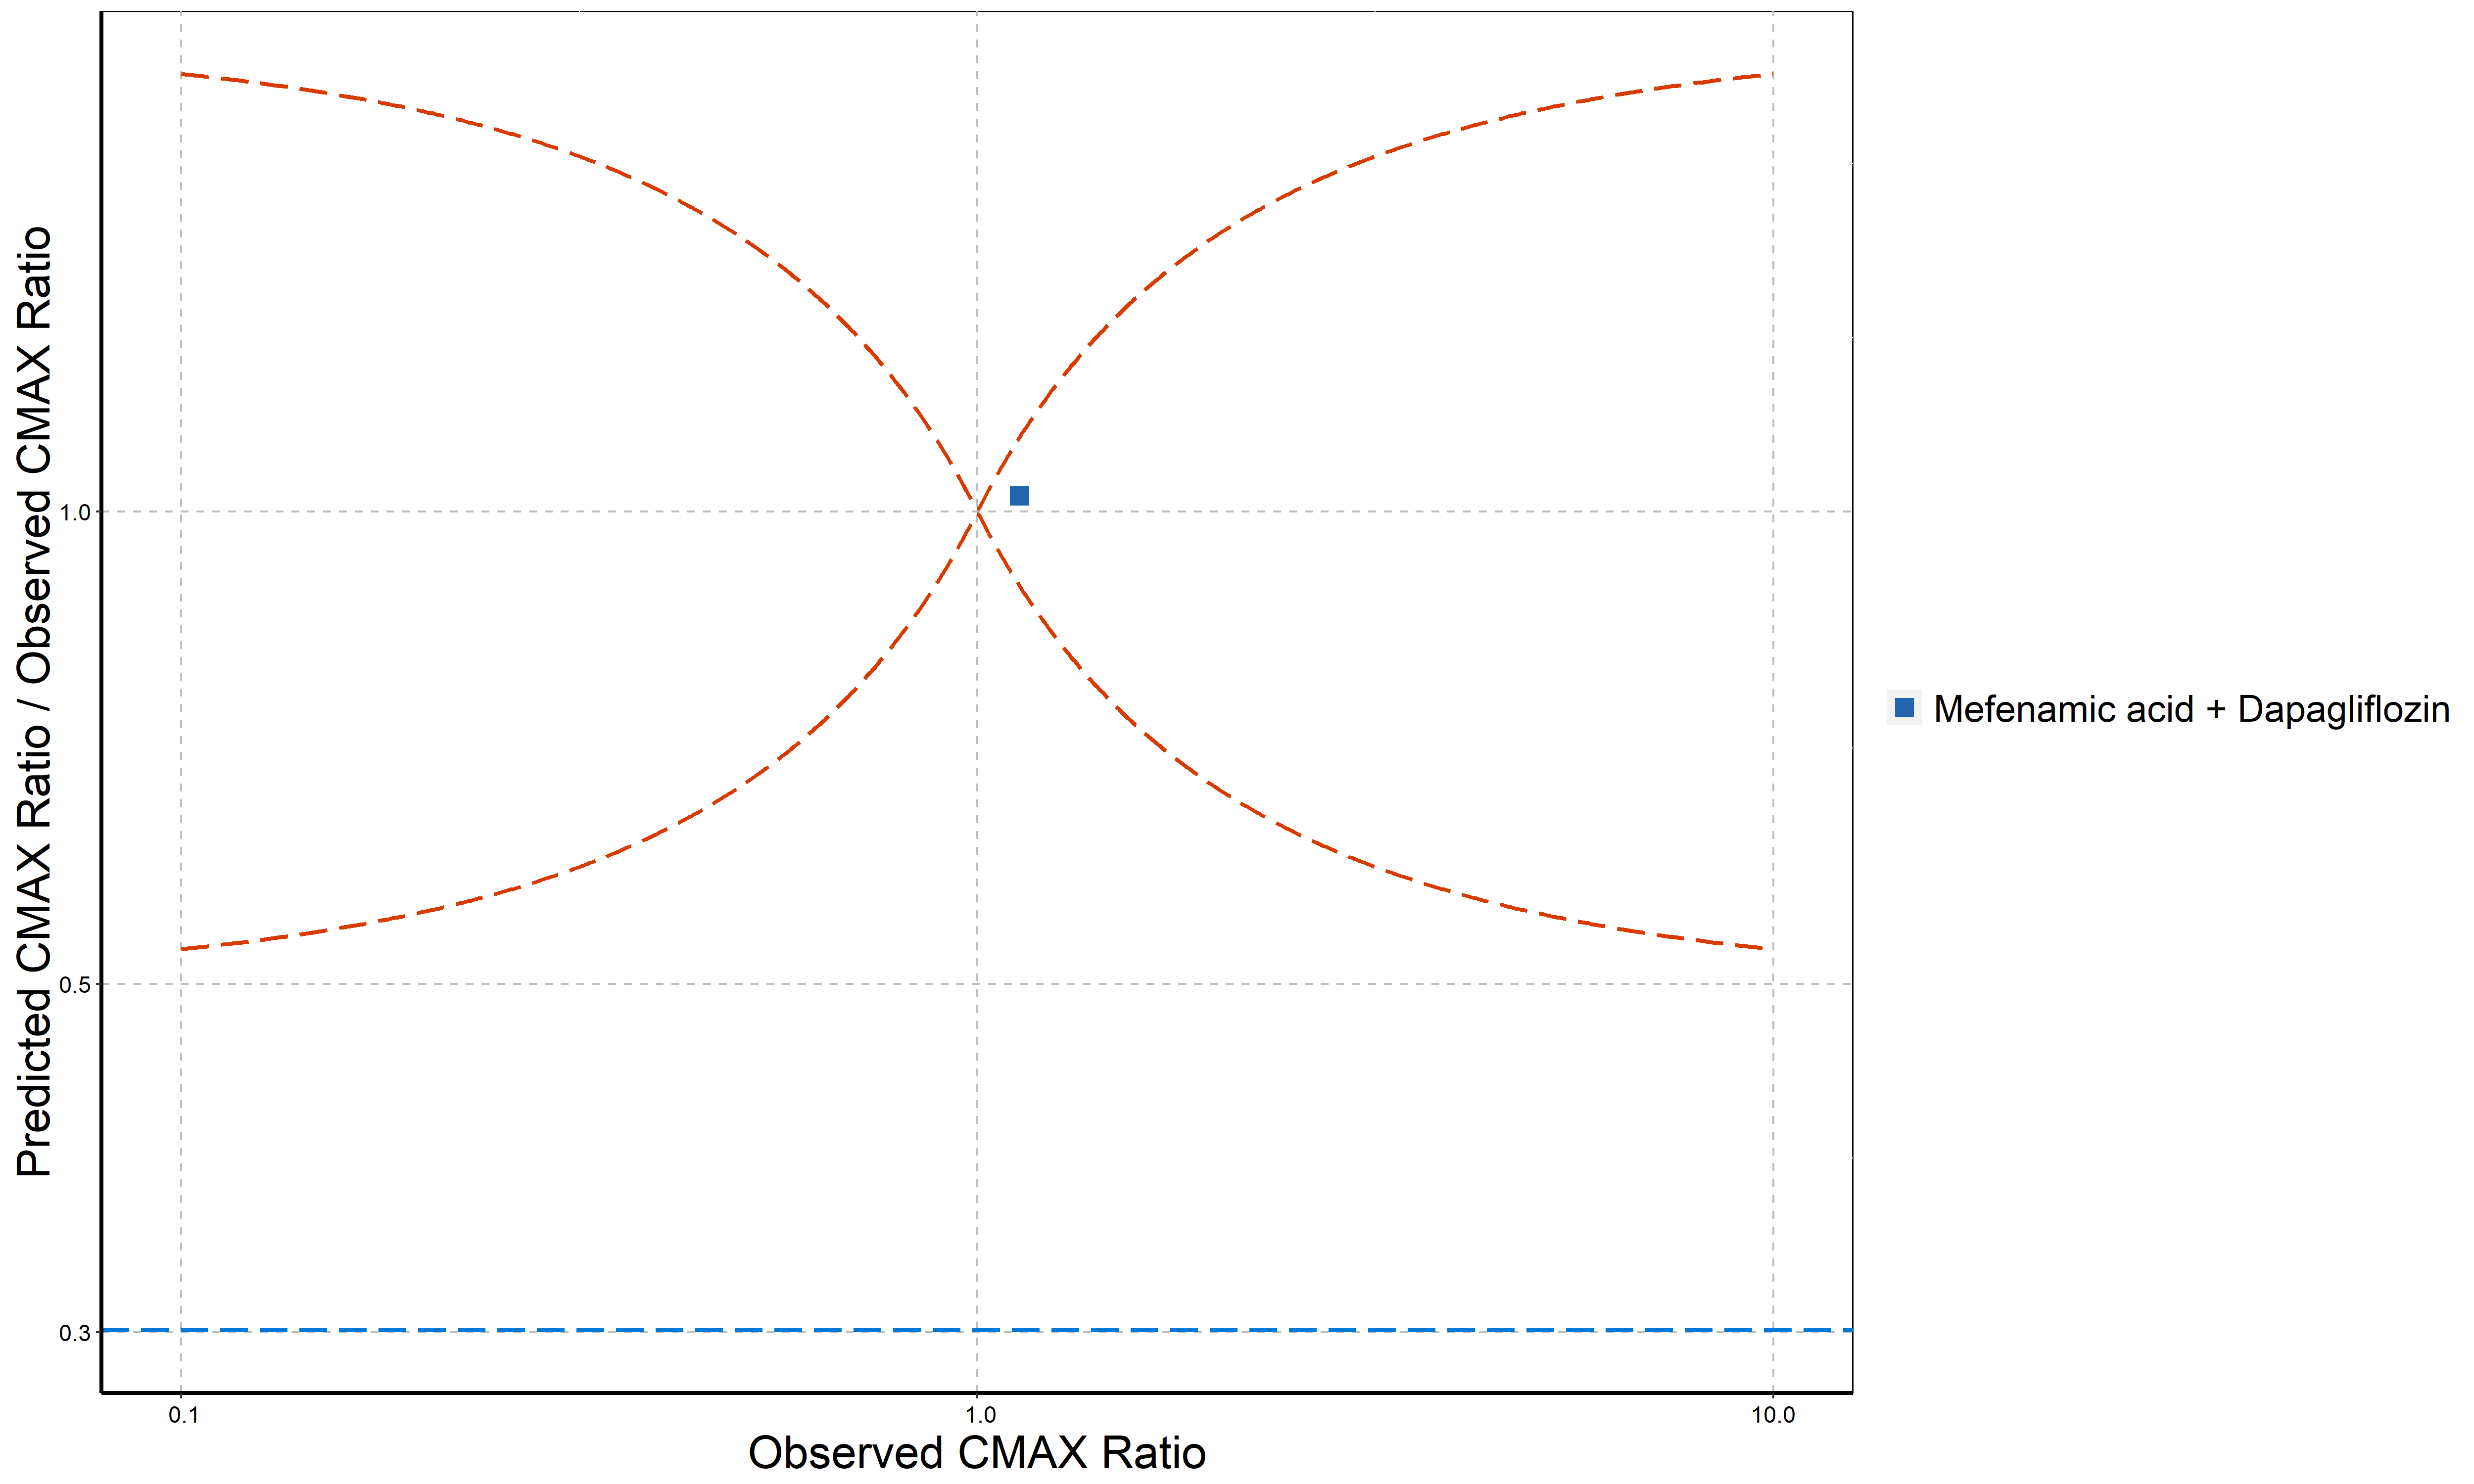 Predicted CMAX Ratio / Observed CMAX Ratio
1.0
0.5
0.3
0.1
1.0
10.0
Observed CMAX Ratio
Mefenamic acid + Dapagliflozin